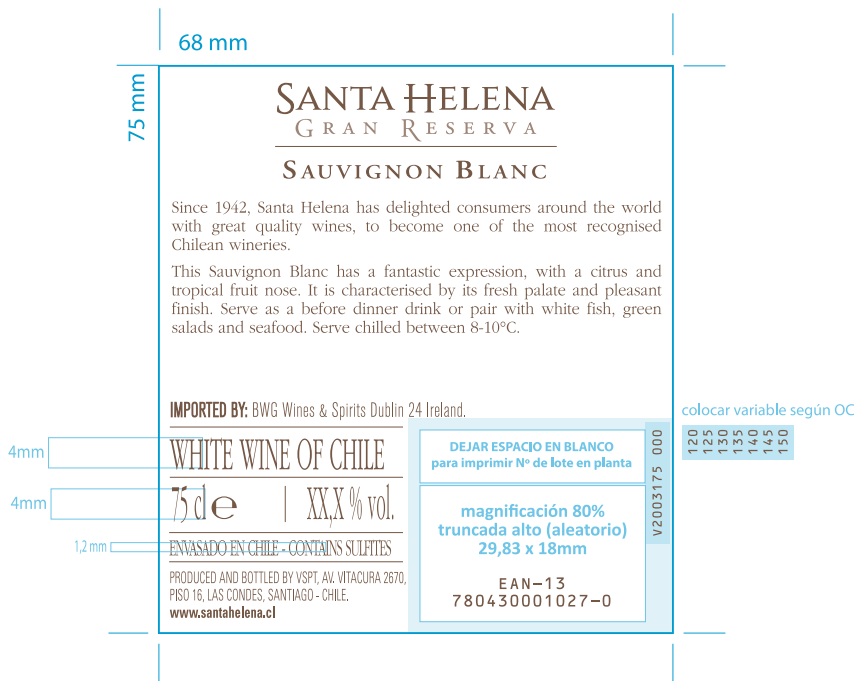 68 mm
75 mm
SANTA HELENA
GRAN RESERVA
SAUVIGNON BLANC
Since 1942, Santa Helena has delighted consumers around the world
with great quality wines, to become one of the most recognised
Chilean wineries.
This Sauvignon Blanc has a fantastic expression, with a citrus and
tropical fruit nose. It is characterised by its fresh palate and pleasant
finish. Serve as a before dinner drink or pair with white fish, green
salads and seafood. Serve chilled between 8-10°C.
IMPORTED BY: BWG Wines & Spirits Dublin 24 Ireland.
4mm
WHITE WINE OF CHILE
4mm
75 cl e | XX,X % vol.
1,2 mm
ENVASADO EN CHILE - CONTAINS SULFITES
PRODUCED AND BOTTLED BY VSPT, AV. VITACURA 2670,
PISO 16, LAS CONDES, SANTIAGO - CHILE.
www.santahelena.cl
DEJAR ESPACIO EN BLANCO
para imprimir Nº de lote en planta
magnificación 80%
truncada alto (aleatorio)
29,83 x 18mm
EAN-13
780430001027-0
V2003175 000
colocar variable según OC
120
125
130
135
140
145
150